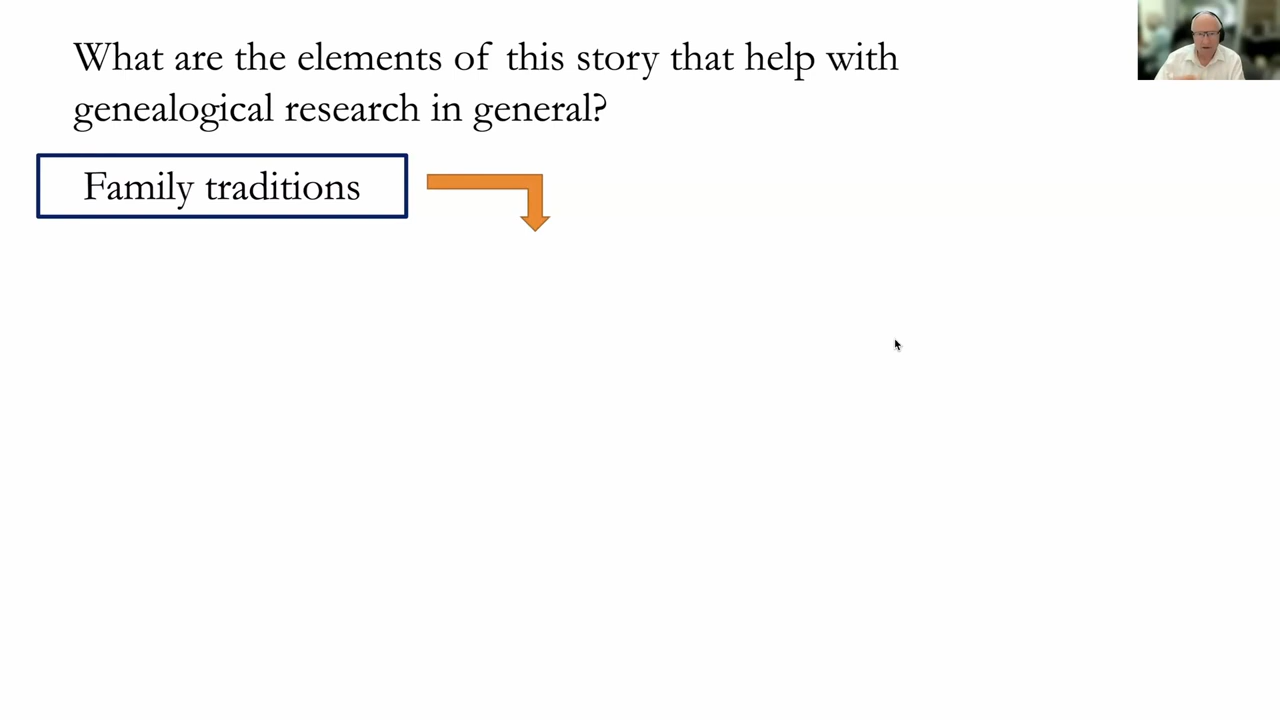 What are the elements of this story that help with
genealogical research in general?
Family traditions